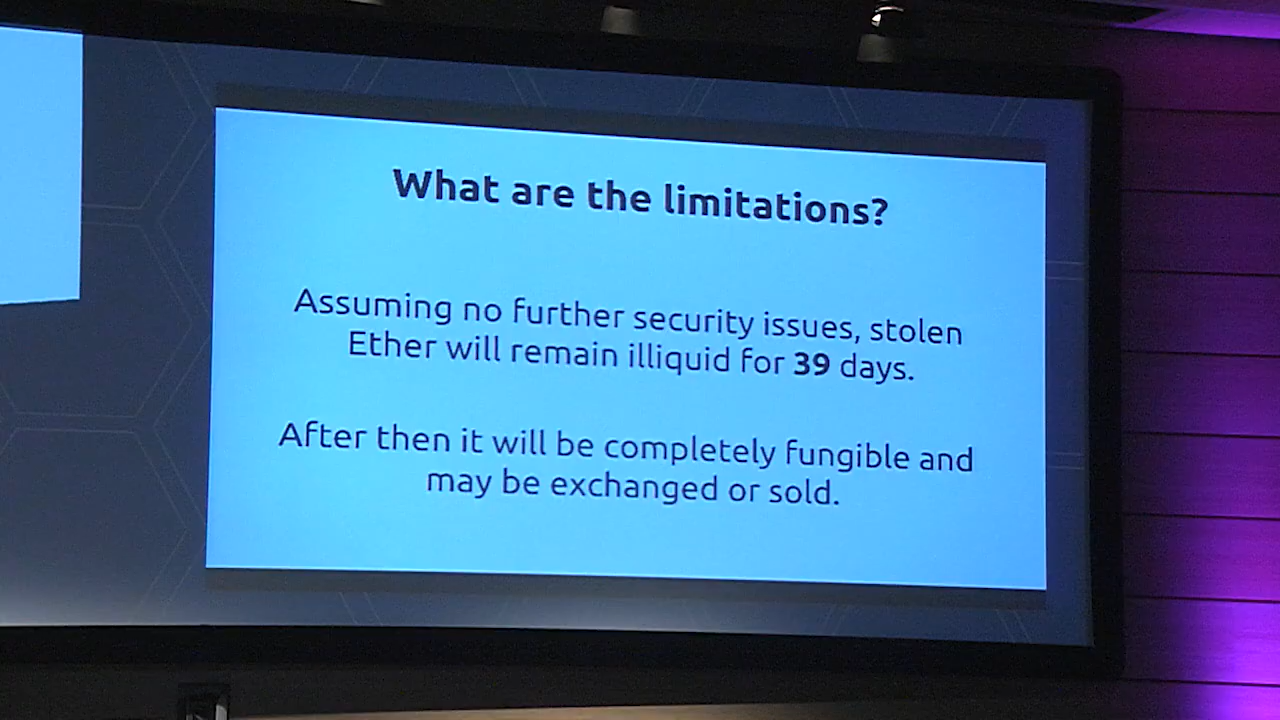 What are the limitations?
Assuming no further security issues, stolen
Ether will remain illiquid for 39 days.
After then it will be completely fungible and
may be exchanged or sold.